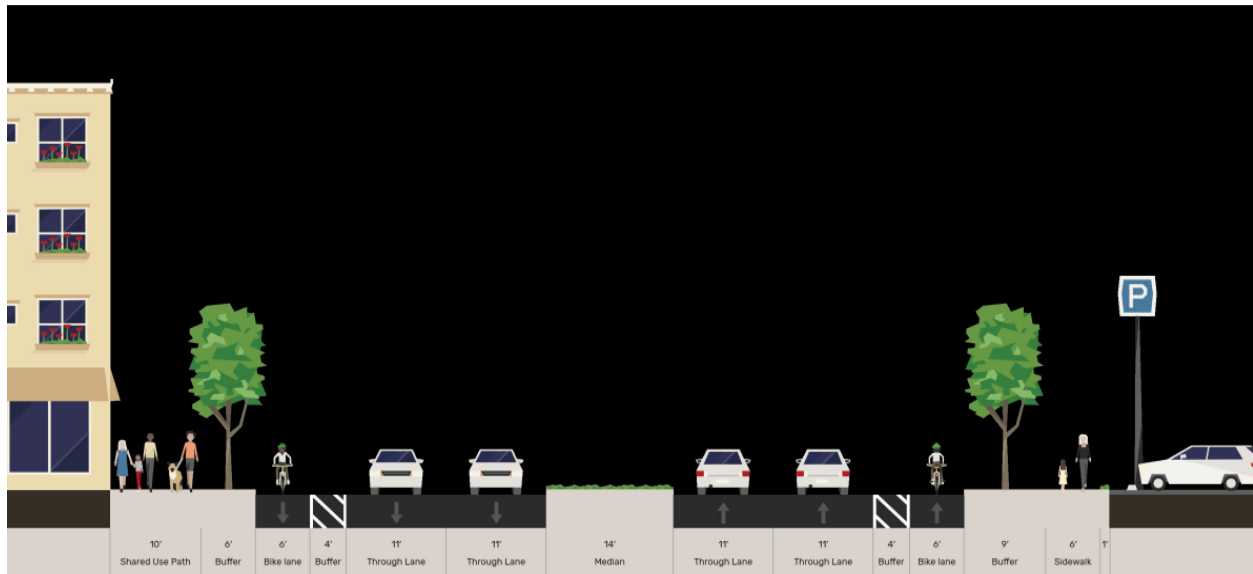 P
10' 6' 6' 4' 11' 11' 14' 11' 11' 4' 6' 9' 6' 1'
Shared Use Path Buffer Bike lane Buffer Through Lane Through Lane Median Through Lane Through Lane Buffer Bike lane Buffer Sidewalk